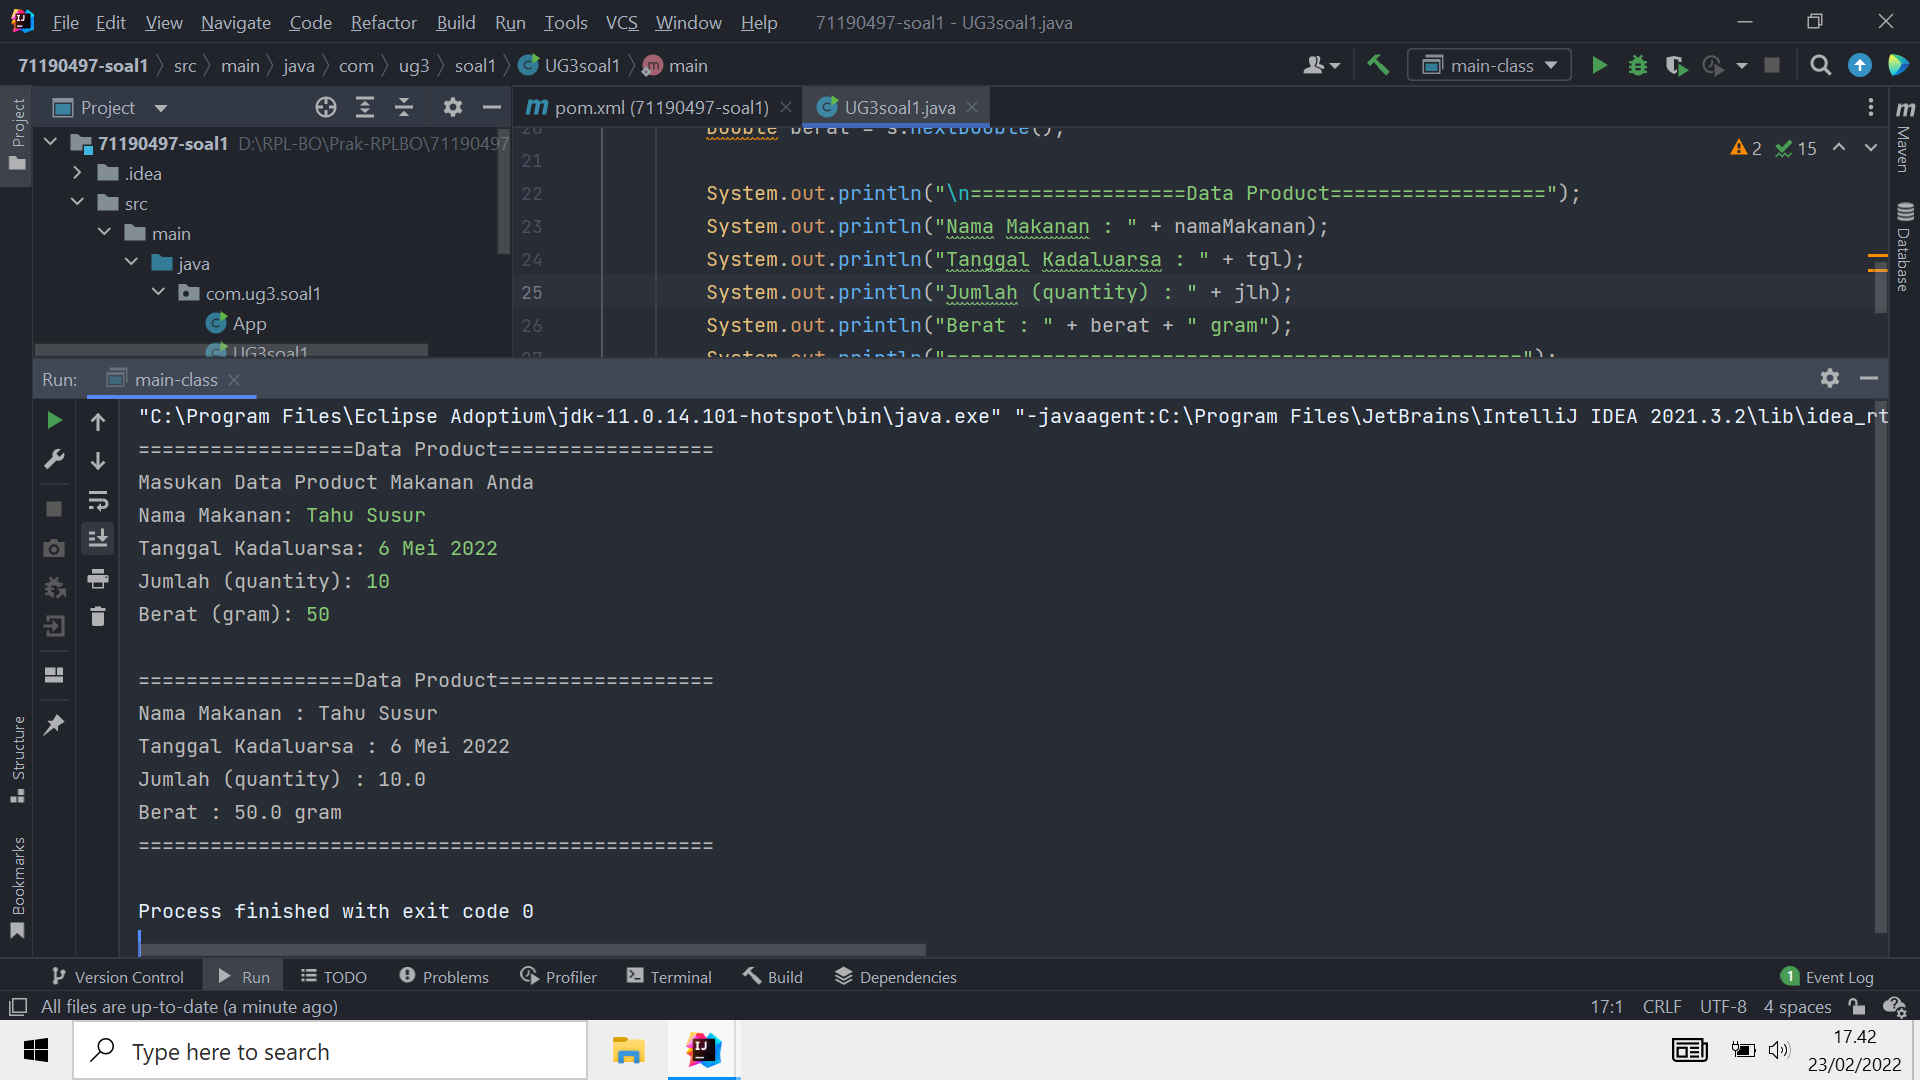 File Edit View Navigate Code Refactor Build Run Tools VCS Window Help 71190497-soal1 - UG3soal1.java
71190497-soal1 src main java com ug3 soal1 UG3soal1 main main-class
Project
pom.xml (71190497-soal1) UG3soal1.java
Project
71190497-soal1 D:\RPL-BO\Prak-RPLBO\71190497
.idea
src
main
java
com.ug3.soal1
App
UG3soal1
2 15
21
22 System.out.println("\n==================Data Product==================");
23 System.out.println("Nama Makanan : " + namaMakanan);
24 System.out.println("Tanggal Kadaluarsa : " + tgl);
25 System.out.println("Jumlah (quantity) : " + jlh);
26 System.out.println("Berat : " + berat + " gram");
Maven
Database
Run: main-class
"C:\Program Files\Eclipse Adoptium\jdk-11.0.14.101-hotspot\bin\java.exe" "-javaagent:C:\Program Files\JetBrains\IntelliJ IDEA 2021.3.2\lib\idea_rt
==================Data Product==================
Masukan Data Product Makanan Anda
Nama Makanan: Tahu Susur
Tanggal Kadaluarsa: 6 Mei 2022
Jumlah (quantity): 10
Berat (gram): 50
==================Data Product==================
Nama Makanan : Tahu Susur
Tanggal Kadaluarsa : 6 Mei 2022
Jumlah (quantity) : 10.0
Berat : 50.0 gram
================================================
Process finished with exit code 0
Structure
Bookmarks
Version Control Run TODO Problems Profiler Terminal Build Dependencies 1 Event Log
All files are up-to-date (a minute ago) 17:1 CRLF UTF-8 4 spaces
Type here to search
17.42
23/02/2022